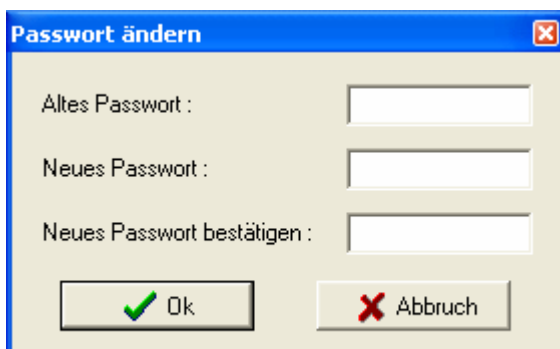 Passwort ändern
Altes Passwort :
Neues Passwort :
Neues Passwort bestätigen :
Ok
Abbruch